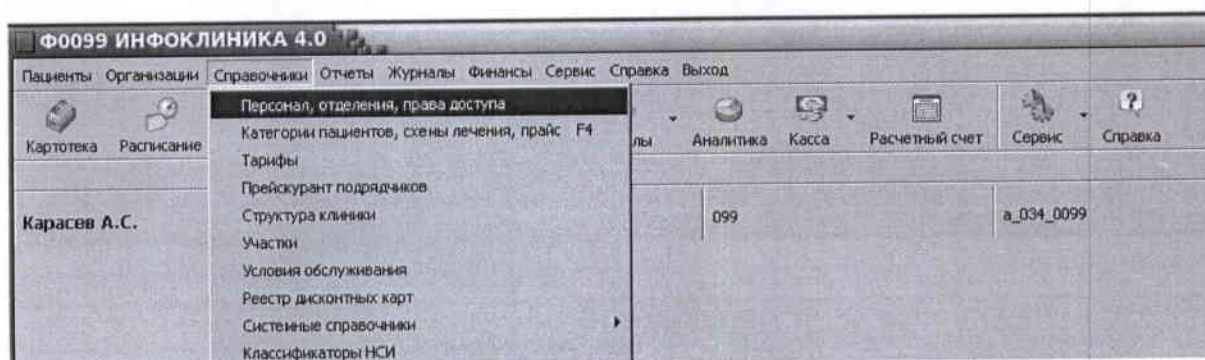 Ф0099 ИНФОКЛИНИКА 4.0
Пациенты Организации Справочники Отчеты Журналы Финансы Сервис Справка Выход
Картотека Расписание лы Аналитика Касса Расчетный счет Сервис Справка
Персонал, отделения, права доступа
Категории пациентов, схемы лечения, прайс F4
Тарифы
Прейскурант подрядчиков
Структура клиники
Участки
Условия обслуживания
Реестр дисконтных карт
Системные справочники
Классификаторы НСИ
Карасев А.С. 099 a_034_0099